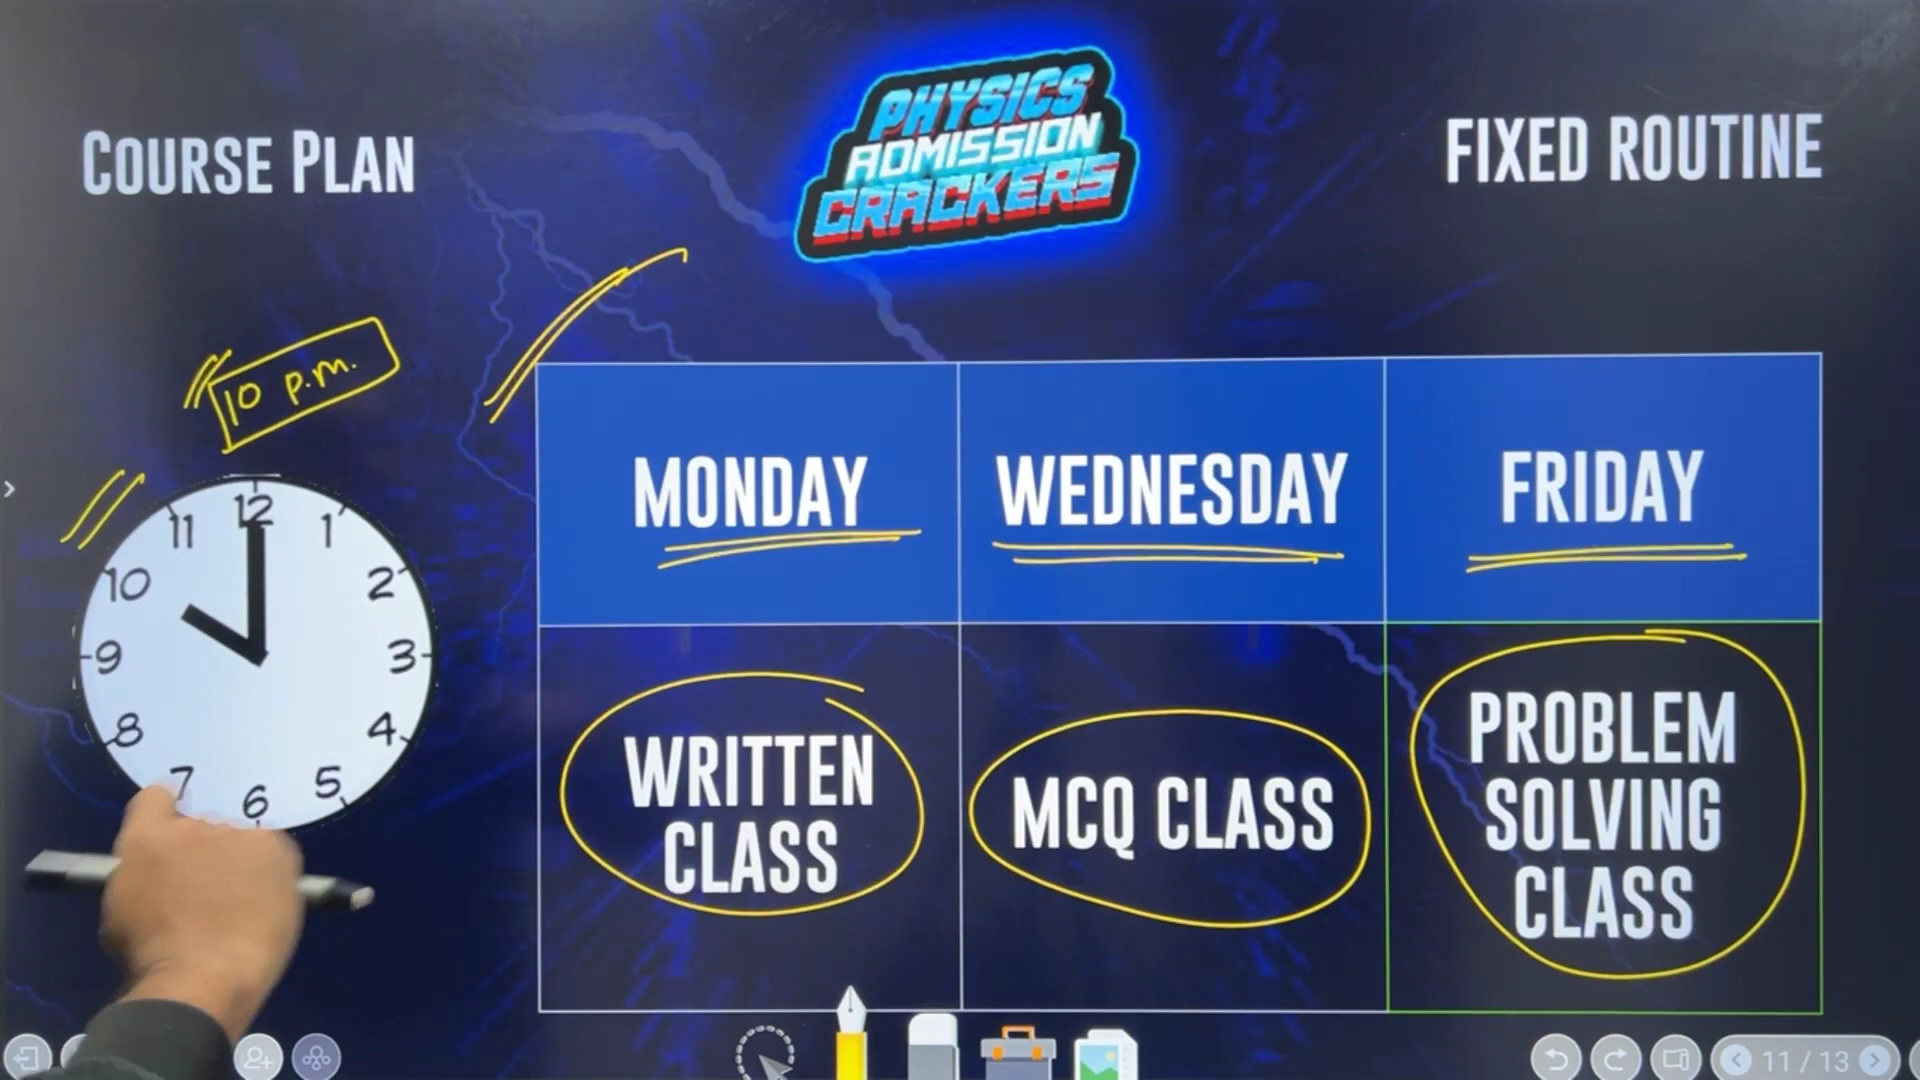 COURSE PLAN
PHYSICS
ADMISSION
CRACKERS
FIXED ROUTINE
10 p.m.
12
11
1
10
2
9
3
8
4
7
6
5
MONDAY
WEDNESDAY
FRIDAY
WRITTEN
CLASS
MCQ CLASS
PROBLEM
SOLVING
CLASS
11 / 13